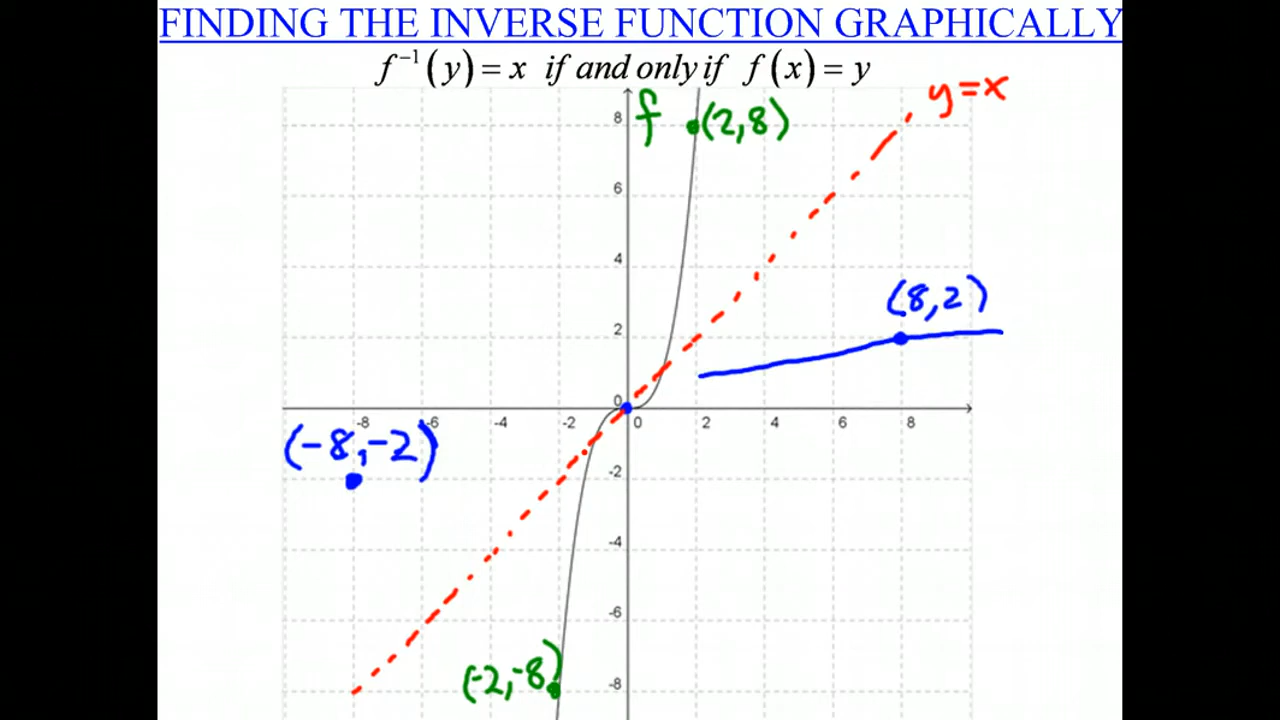 FINDING THE INVERSE FUNCTION GRAPHICALLY
f⁻¹(y) = x if and only if f(x) = y
y=x
8 f (2,8)
6
4
(8,2)
2
0
-8 -6 -4 -2 0 2 4 6 8
(-8,-2)
-2
-4
-6
(-2,-8)
-8